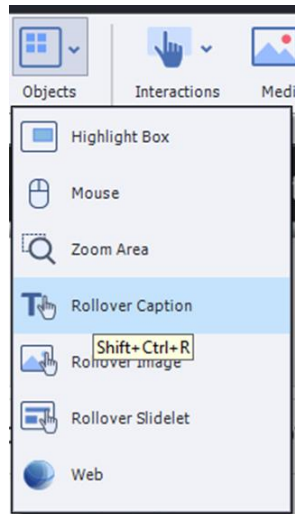 Objects
Interactions
Medi
Highlight Box
Mouse
Zoom Area
Rollover Caption
Shift+Ctrl+R
Rollover Image
Rollover Slidelet
Web